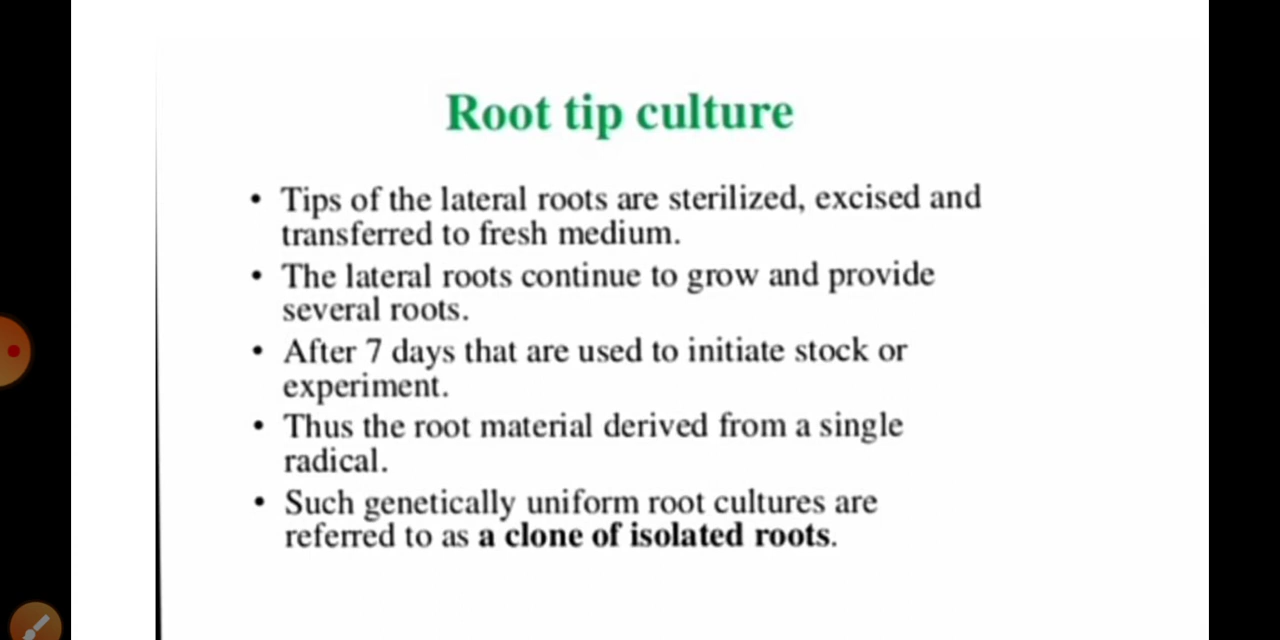 Root tip culture
• Tips of the lateral roots are sterilized, excised and
transferred to fresh medium.
• The lateral roots continue to grow and provide
several roots.
• After 7 days that are used to initiate stock or
experiment.
• Thus the root material derived from a single
radical.
• Such genetically uniform root cultures are
referred to as a clone of isolated roots.